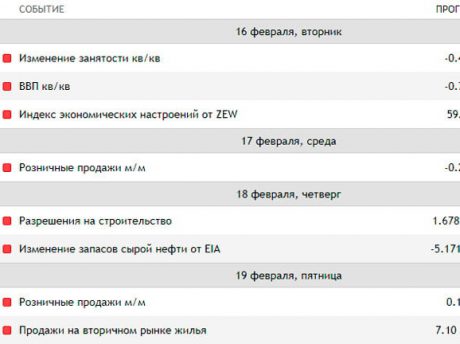 СОБЫТИЕ ПРОГ
16 февраля, вторник
Изменение занятости кв/кв -0.4
ВВП кв/кв -0.7
Индекс экономических настроений от ZEW 59.
17 февраля, среда
Розничные продажи м/м -0.2
18 февраля, четверг
Разрешения на строительство 1.678
Изменение запасов сырой нефти от EIA -5.171
19 февраля, пятница
Розничные продажи м/м 0.1
Продажи на вторичном рынке жилья 7.10